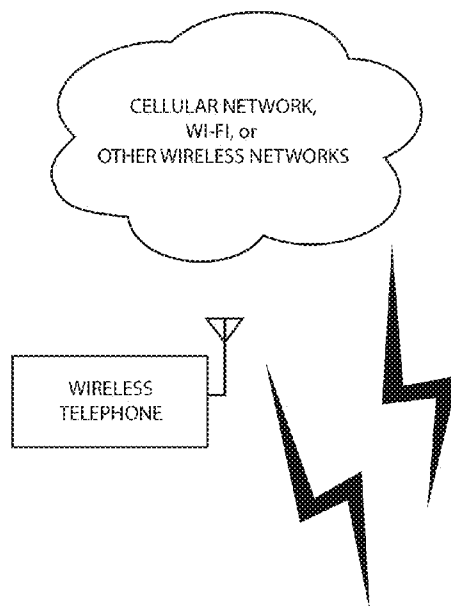 CELLULAR NETWORK,
WI-FI, or
OTHER WIRELESS NETWORKS
WIRELESS
TELEPHONE